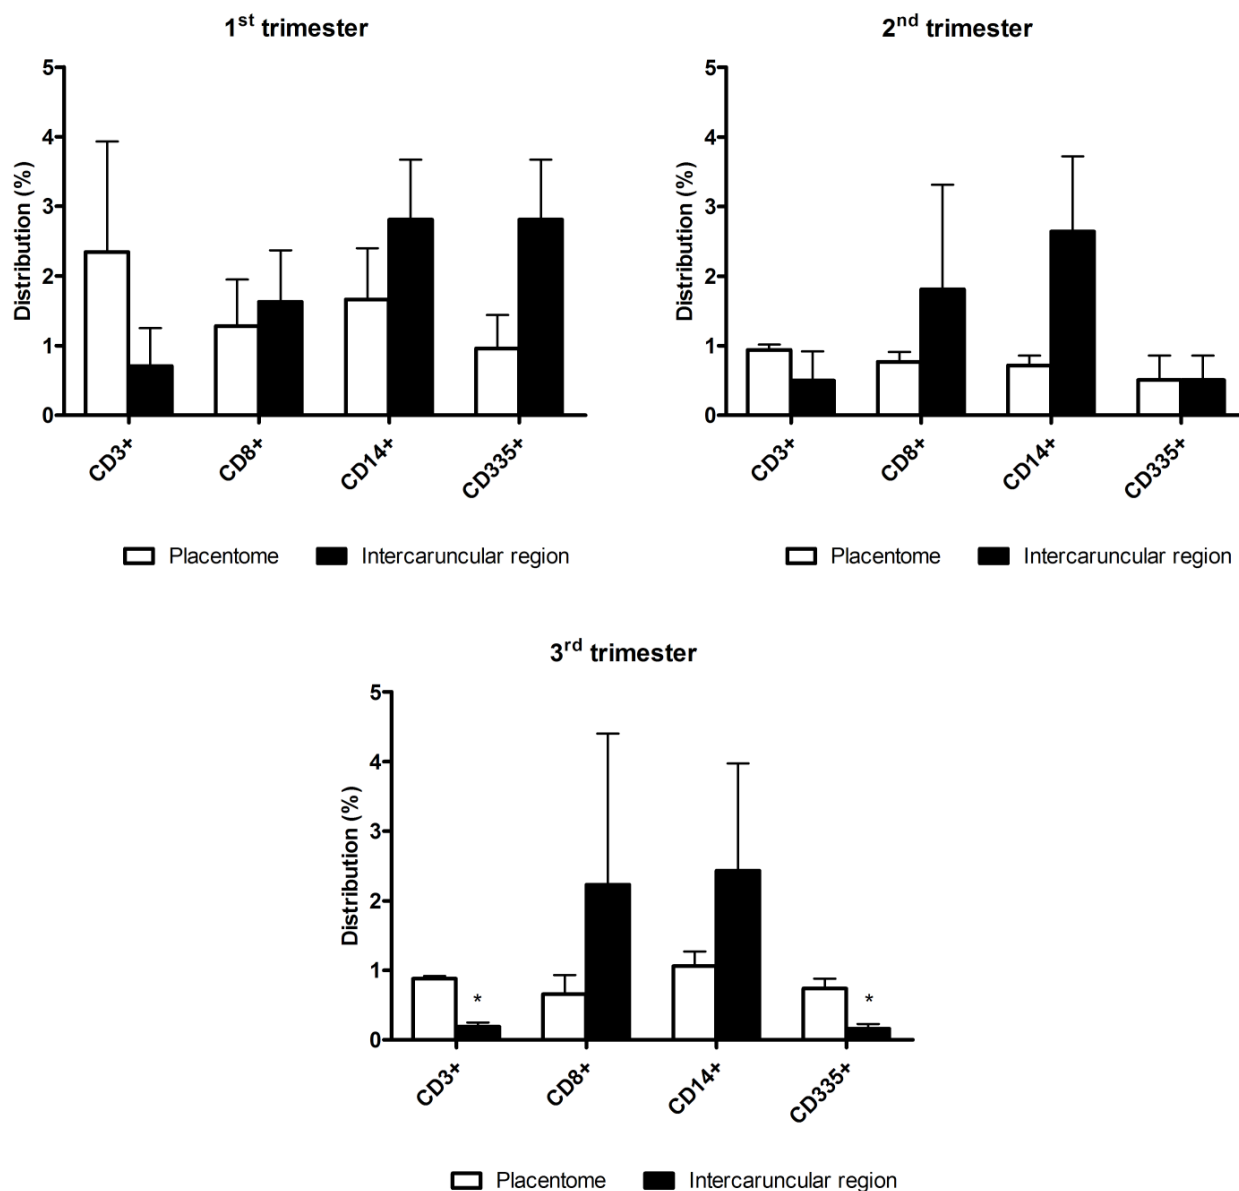 1st trimester
5
4
3
2
1
0
Distribution (%)
CD3+
CD8+
CD14+
CD335+
Placentome
Intercaruncular region
2nd trimester
5
4
3
2
1
0
Distribution (%)
CD3+
CD8+
CD14+
CD335+
Placentome
Intercaruncular region
3rd trimester
5
4
3
2
1
0
Distribution (%)
*
*
CD3+
CD8+
CD14+
CD335+
Placentome
Intercaruncular region